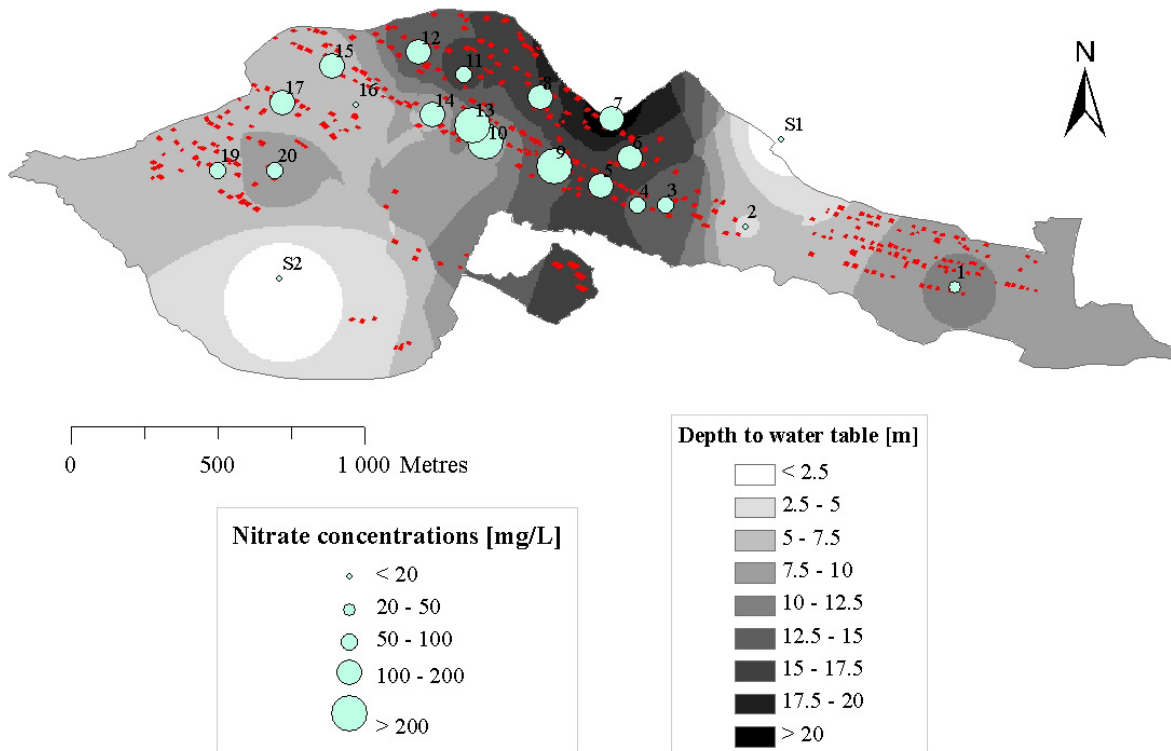 N
12
15
11
17
16
8
7
14
13
S1
10
6
9
19
20
5
4
3
2
S2
1
0 500 1 000 Metres
Nitrate concentrations [mg/L]
< 20
20 - 50
50 - 100
100 - 200
> 200
Depth to water table [m]
< 2.5
2.5 - 5
5 - 7.5
7.5 - 10
10 - 12.5
12.5 - 15
15 - 17.5
17.5 - 20
> 20